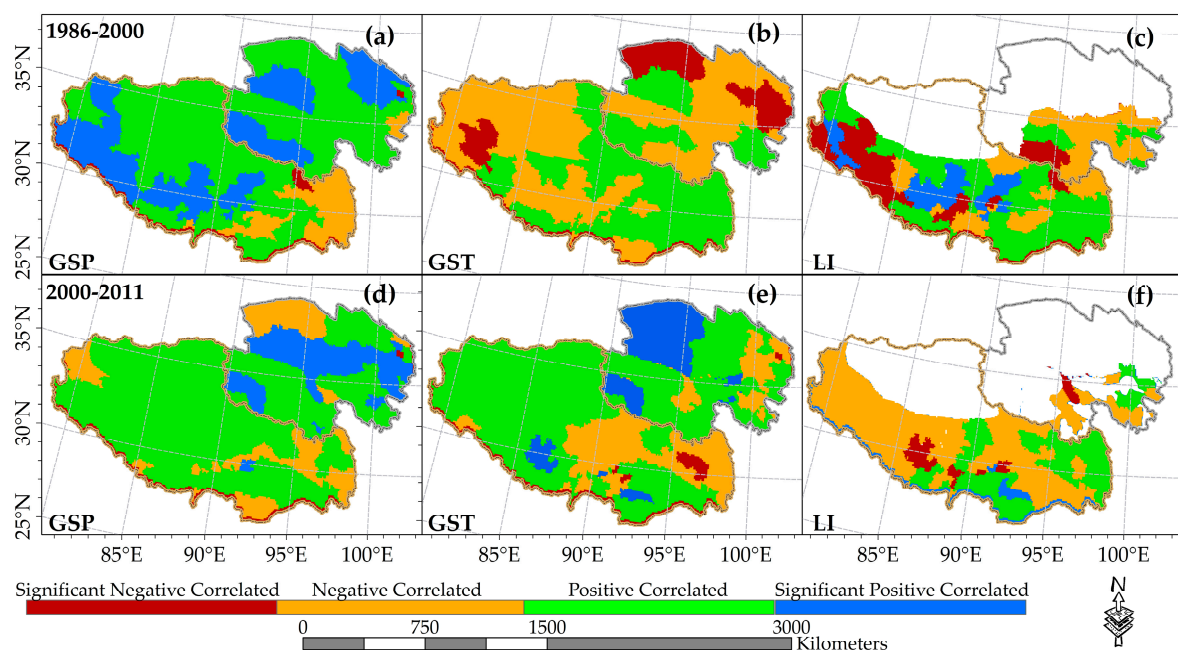 1986-2000
(a)
(b)
(c)
35°N
30°N
25°N
GSP
GST
LI
2000-2011
(d)
(e)
(f)
35°N
30°N
25°N
GSP
GST
LI
85°E 90°E 95°E 100°E 85°E 90°E 95°E 100°E 85°E 90°E 95°E 100°E
Significant Negative Correlated Negative Correlated Positive Correlated Significant Positive Correlated
0 750 1500 3000
Kilometers
N